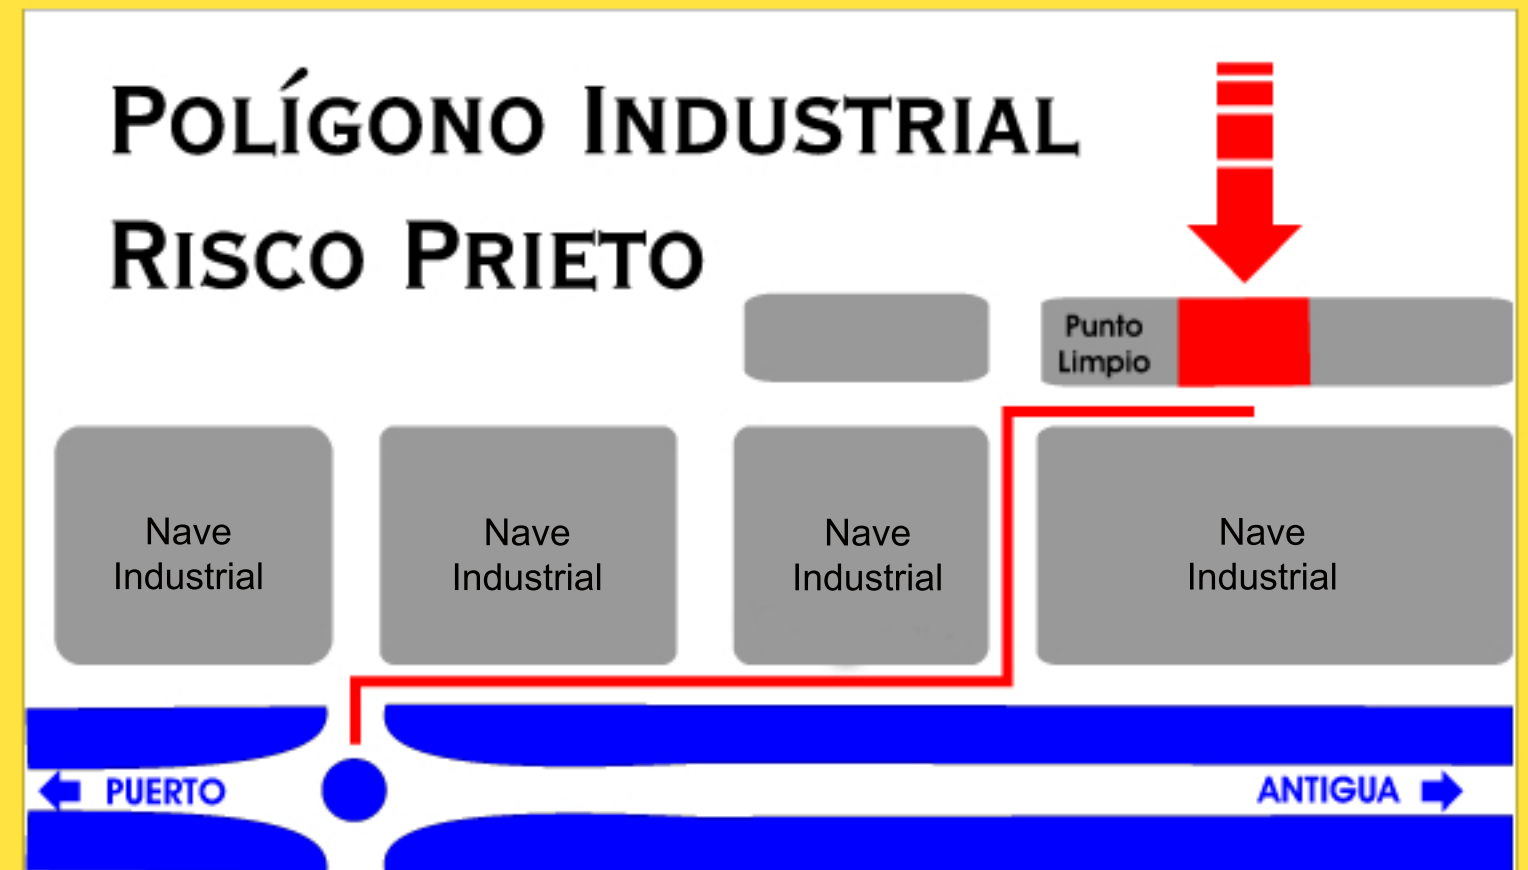 Polígono Industrial
Risco Prieto
Punto
Limpio
Nave
Industrial
Nave
Industrial
Nave
Industrial
Nave
Industrial
PUERTO
ANTIGUA